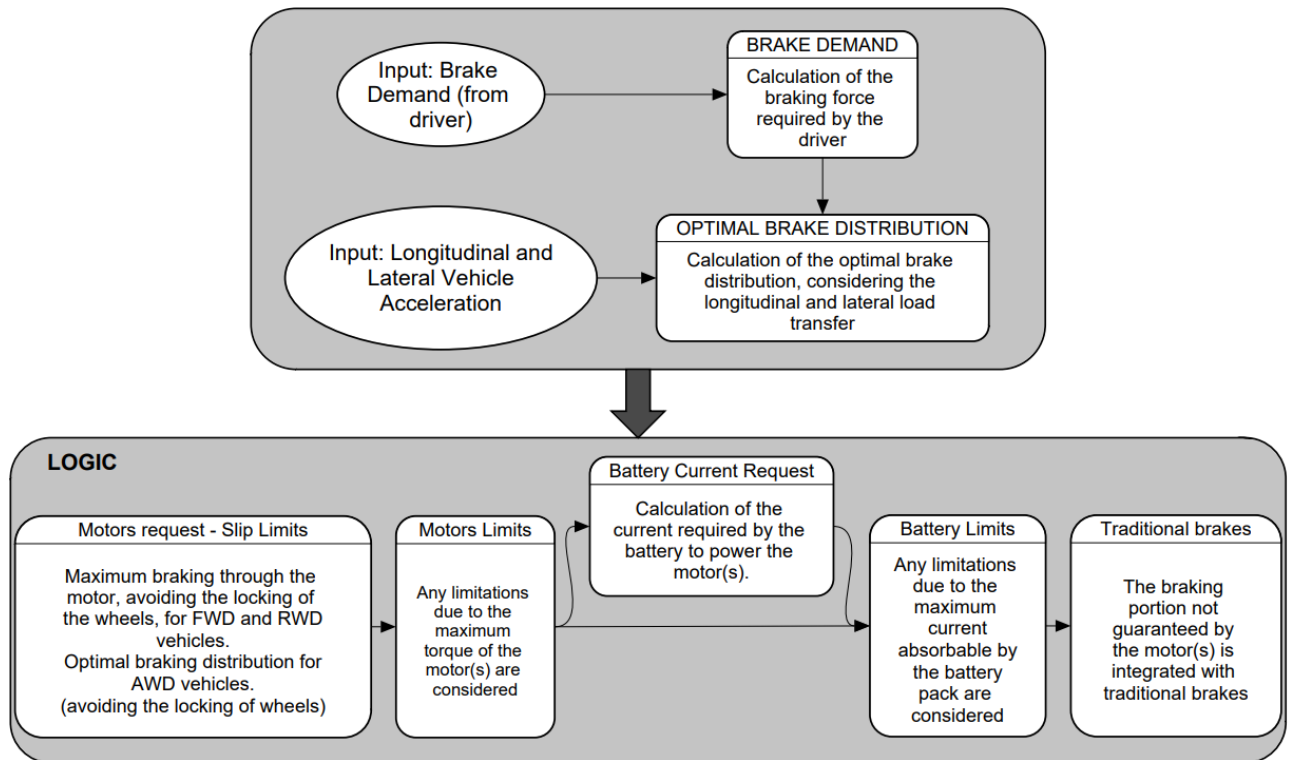 Input: Brake
Demand (from
driver)
BRAKE DEMAND
Calculation of the
braking force
required by the
driver
Input: Longitudinal and
Lateral Vehicle
Acceleration
OPTIMAL BRAKE DISTRIBUTION
Calculation of the optimal brake
distribution, considering the
longitudinal and lateral load
transfer
LOGIC
Motors request - Slip Limits
Maximum braking through the
motor, avoiding the locking of
the wheels, for FWD and RWD
vehicles.
Optimal braking distribution for
AWD vehicles.
(avoiding the locking of wheels)
Motors Limits
Any limitations
due to the
maximum
torque of the
motor(s) are
considered
Battery Current Request
Calculation of the
current required by the
battery to power the
motor(s).
Battery Limits
Any limitations
due to the
maximum
current
absorbable by
the battery
pack are
considered
Traditional brakes
The braking
portion not
guaranteed by
the motor(s) is
integrated with
traditional brakes